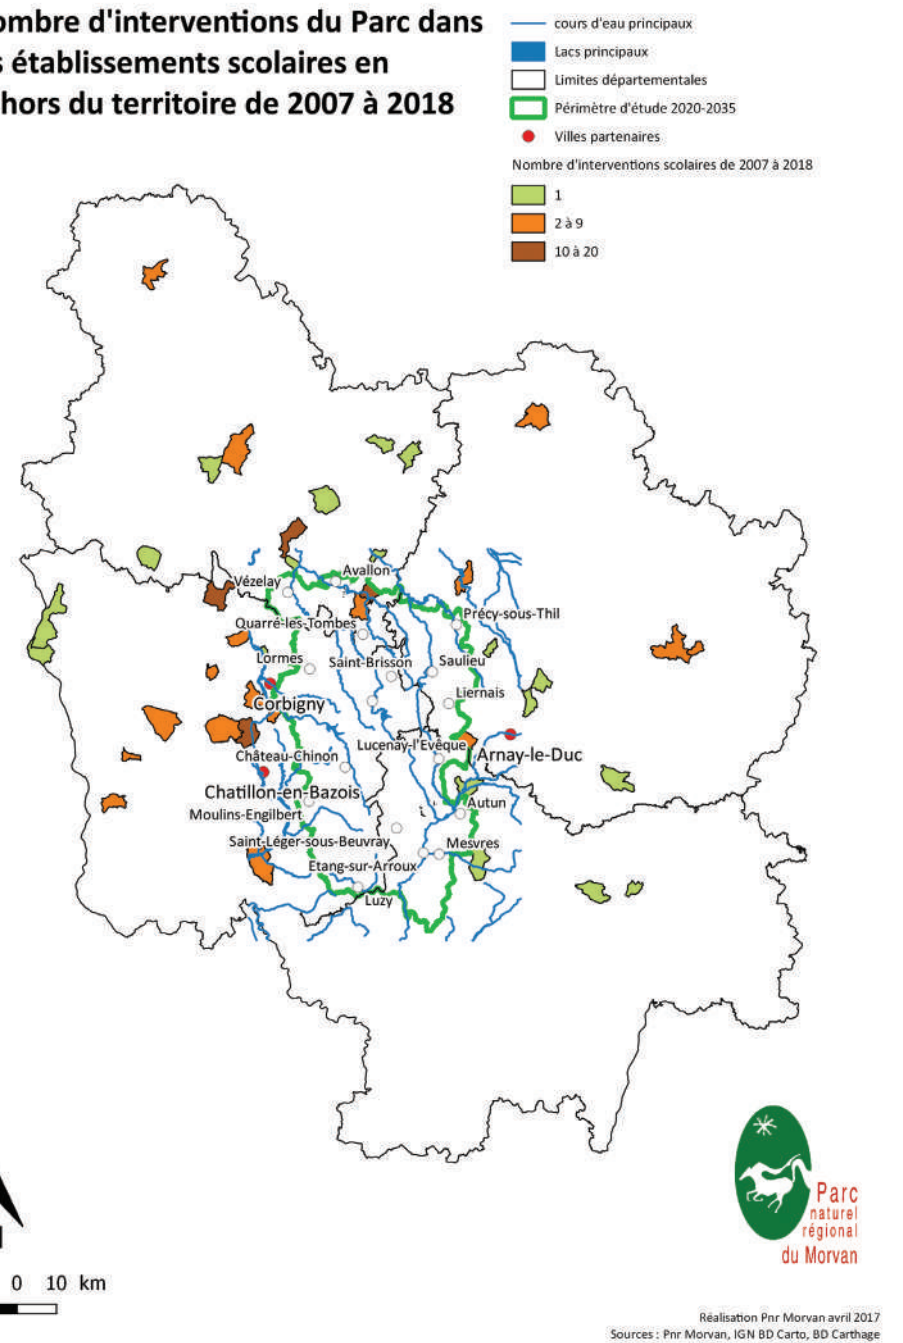 ombre d'interventions du Parc dans
s établissements scolaires en
hors du territoire de 2007 à 2018
cours d'eau principaux
Lacs principaux
Limites départementales
Périmètre d'étude 2020-2035
Villes partenaires
Nombre d'interventions scolaires de 2007 à 2018
1
2 à 9
10 à 20
Avallon
Vézelay
Précy-sous-Thil
Quarré-les-Tombes
Lormes
Saint-Brisson
Saulieu
Liernais
Corbigny
Lucenay-l'Evêque
Arnay-le-Duc
Château-Chinon
Chatillon-en-Bazois
Autun
Moulins-Engilbert
Saint-Léger-sous-Beuvray
Mesvres
Etang-sur-Arroux
Luzy
Parc
naturel
régional
du Morvan
0 10 km
Réalisation Pnr Morvan avril 2017
Sources : Pnr Morvan, IGN BD Carto, BD Carthage